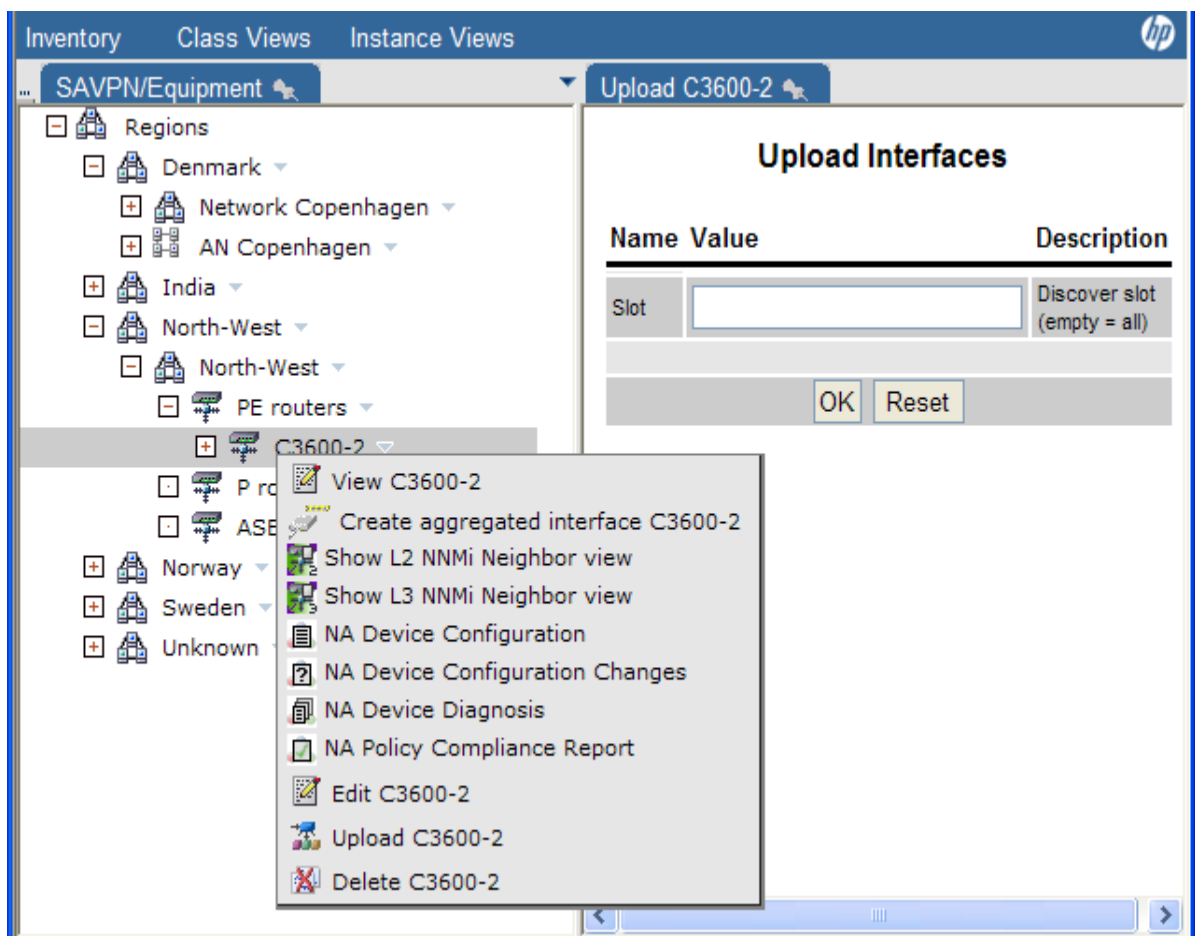 Inventory Class Views Instance Views hp
... SAVPN/Equipment Upload C3600-2
Regions
Denmark
Network Copenhagen
AN Copenhagen
India
North-West
North-West
PE routers
C3600-2
P ro
ASB
Norway
Sweden
Unknown
View C3600-2
Create aggregated interface C3600-2
Show L2 NNMi Neighbor view
Show L3 NNMi Neighbor view
NA Device Configuration
NA Device Configuration Changes
NA Device Diagnosis
NA Policy Compliance Report
Edit C3600-2
Upload C3600-2
Delete C3600-2
Upload Interfaces
Name Value Description
Slot Discover slot
(empty = all)
OK Reset